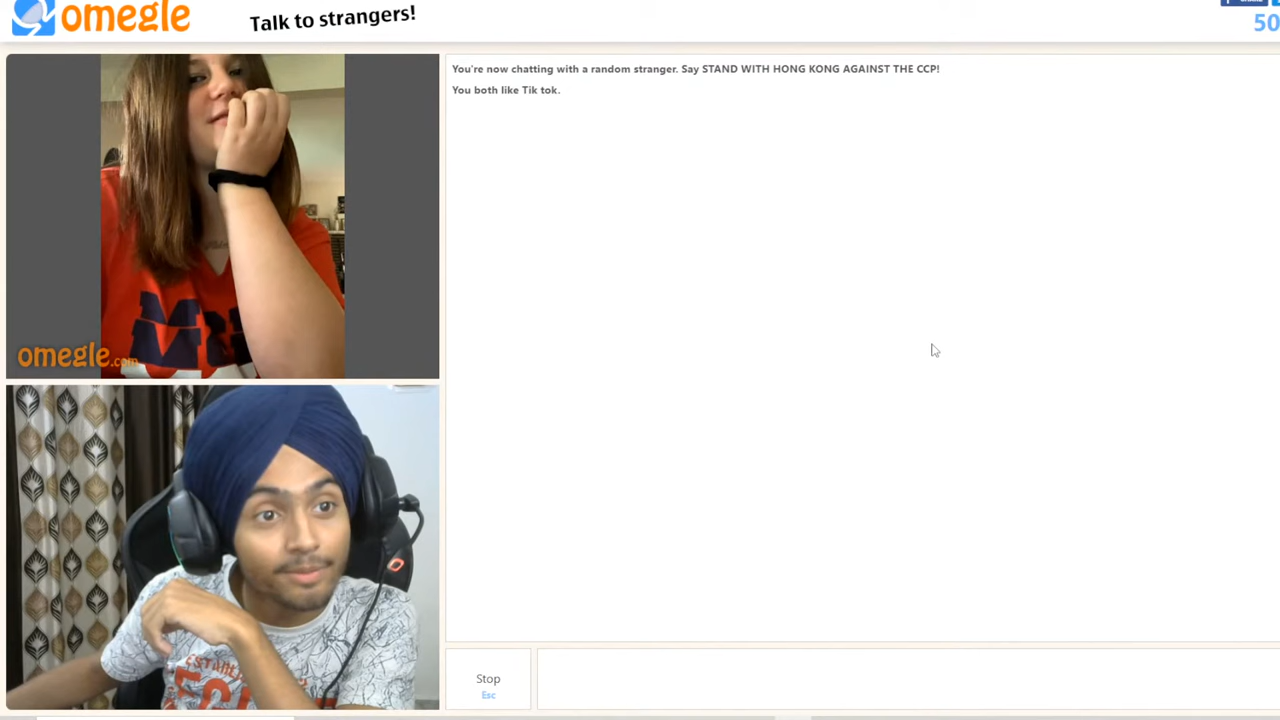 omegle
Talk to strangers!
50
You're now chatting with a random stranger. Say STAND WITH HONG KONG AGAINST THE CCP!
You both like Tik tok.
omegle.com
Stop
Esc